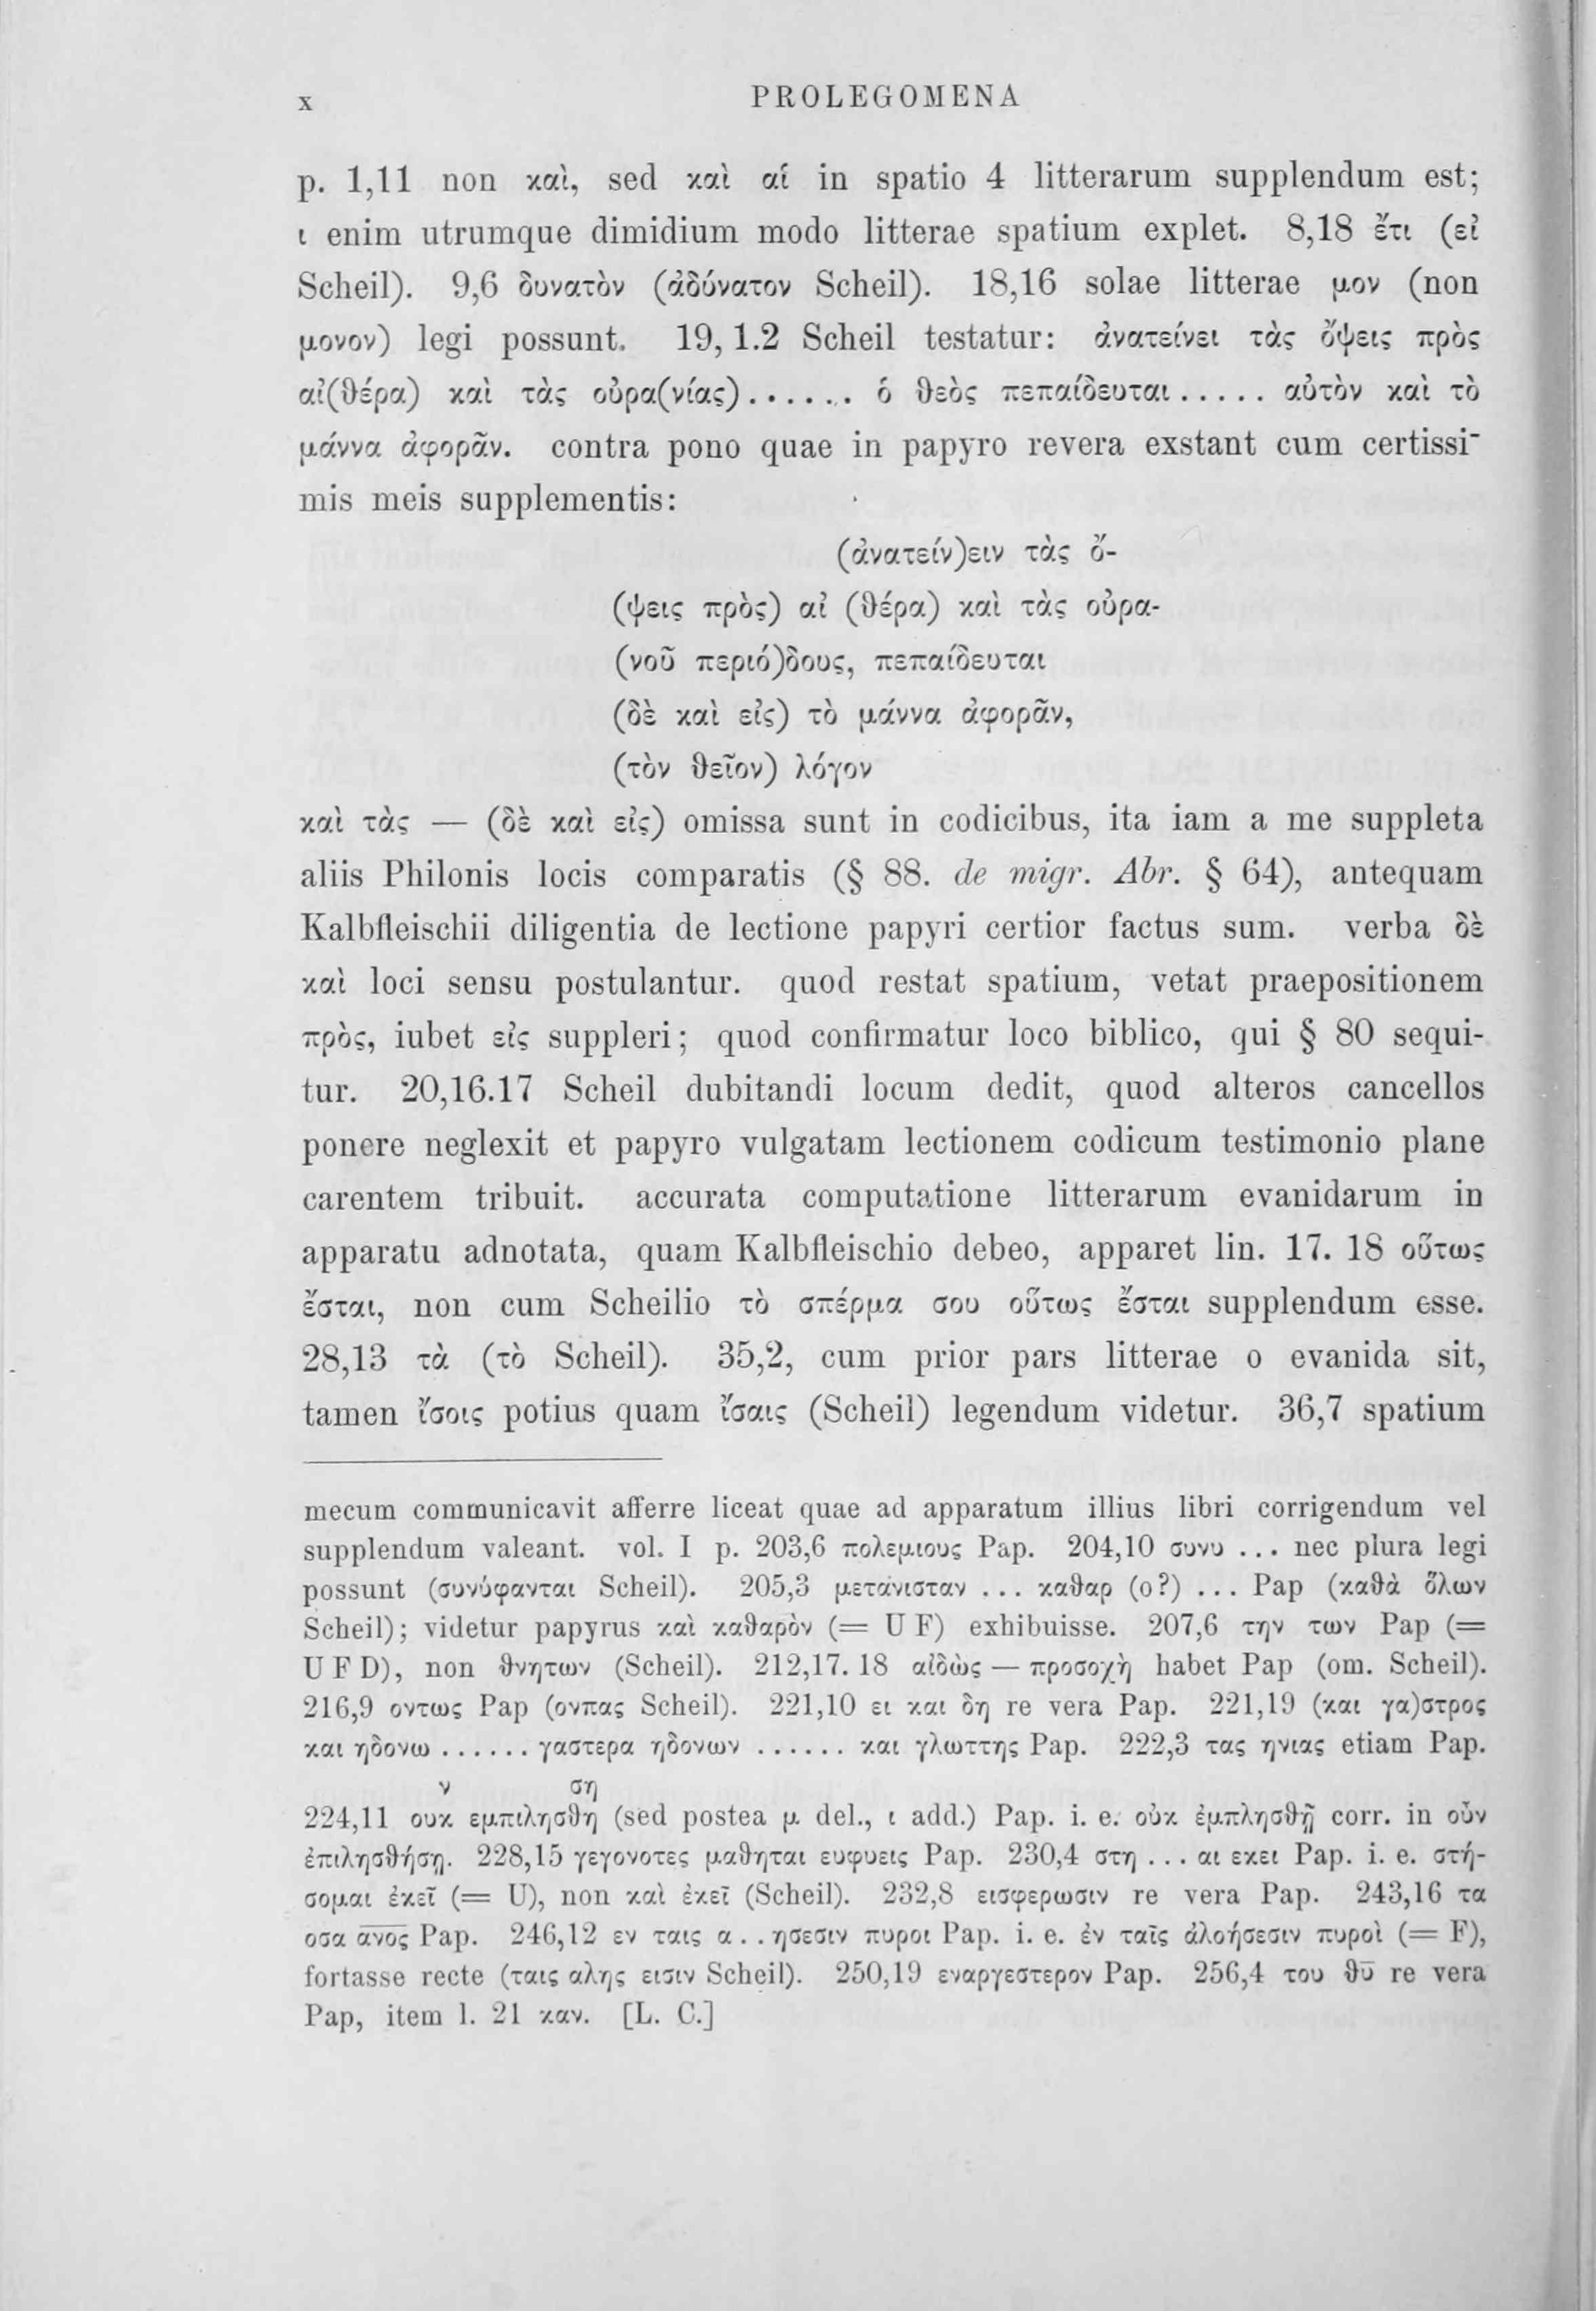 x
PROLEGOMENA
p. 1,11 non καὶ, sed καὶ αἱ in spatio 4 litterarum supplendum est;
ι enim utrumque dimidium modo litterae spatium explet. 8,18 ἔτι (εἰ
Scheil). 9,6 δυνατὸν (ἀδύνατον Scheil). 18,16 solae litterae μον (non
μονον) legi possunt. 19, 1.2 Scheil testatur: ἀνατείνει τὰς ὄψεις πρὸς
αἰ(θέρα) καὶ τὰς οὐρα(νίας) . . . . . . . ὁ θεὸς πεπαίδευται . . . . . αὐτὸν καὶ τὸ
μάννα ἀφορᾶν. contra pono quae in papyro revera exstant cum certissi-
mis meis supplementis:
(ἀνατείν)ειν τὰς ὄ-
(ψεις πρὸς) αἰ (θέρα) καὶ τὰς οὐρα-
(νοῦ περιό)δους, πεπαίδευται
(δὲ καὶ εἰς) τὸ μάννα ἀφορᾶν,
(τὸν θεῖον) λόγον
καὶ τὰς — (δὲ καὶ εἰς) omissa sunt in codicibus, ita iam a me suppleta
aliis Philonis locis comparatis (§ 88. de migr. Abr. § 64), antequam
Kalbfleischii diligentia de lectione papyri certior factus sum. verba δὲ
καὶ loci sensu postulantur. quod restat spatium, vetat praepositionem
πρὸς, iubet εἰς suppleri; quod confirmatur loco biblico, qui § 80 sequi-
tur. 20,16.17 Scheil dubitandi locum dedit, quod alteros cancellos
ponere neglexit et papyro vulgatam lectionem codicum testimonio plane
carentem tribuit. accurata computatione litterarum evanidarum in
apparatu adnotata, quam Kalbfleischio debeo, apparet lin. 17. 18 οὕτως
ἔσται, non cum Scheilio τὸ σπέρμα σου οὕτως ἔσται supplendum esse.
28,13 τὰ (τὸ Scheil). 35,2, cum prior pars litterae ο evanida sit,
tamen ἴσοις potius quam ἴσαις (Scheil) legendum videtur. 36,7 spatium
mecum communicavit afferre liceat quae ad apparatum illius libri corrigendum vel
supplendum valeant. vol. I p. 203,6 πολεμιους Pap. 204,10 συνυ ... nec plura legi
possunt (συνύφανται Scheil). 205,3 μετανισταν ... καθαρ (ο?) ... Pap (καθὰ ὅλων
Scheil); videtur papyrus καὶ καθαρὸν (= U F) exhibuisse. 207,6 την των Pap (=
U F D), non θνητων (Scheil). 212,17. 18 αἰδὼς — προσοχὴ habet Pap (om. Scheil).
216,9 οντως Pap (ονπας Scheil). 221,10 ει και δη re vera Pap. 221,19 (και γα)στρος
και ηδονω . . . . . . γαστερα ηδονων . . . . . . και γλωττης Pap. 222,3 τας ηνιας etiam Pap.
ν ση
224,11 ουκ εμπιλησθη (sed postea μ del., ι add.) Pap. i. e. οὐκ ἐμπλησθῇ corr. in οὖν
ἐπιλησθήσῃ. 228,15 γεγονοτες μαθηται ευφυεις Pap. 230,4 στη ... αι εκει Pap. i. e. στή-
σομαι ἐκεῖ (= U), non καὶ ἐκεῖ (Scheil). 232,8 εισφερωσιν re vera Pap. 243,16 τα
οσα α̅ν̅ο̅ς̅ Pap. 246,12 εν ταις α . . ησεσιν πυροι Pap. i. e. ἐν ταῖς ἀλοήσεσιν πυροὶ (= F),
fortasse recte (ταις αλης εισιν Scheil). 250,19 εναργεστερον Pap. 256,4 του θ̅υ̅ re vera
Pap, item l. 21 καν. [L. C.]